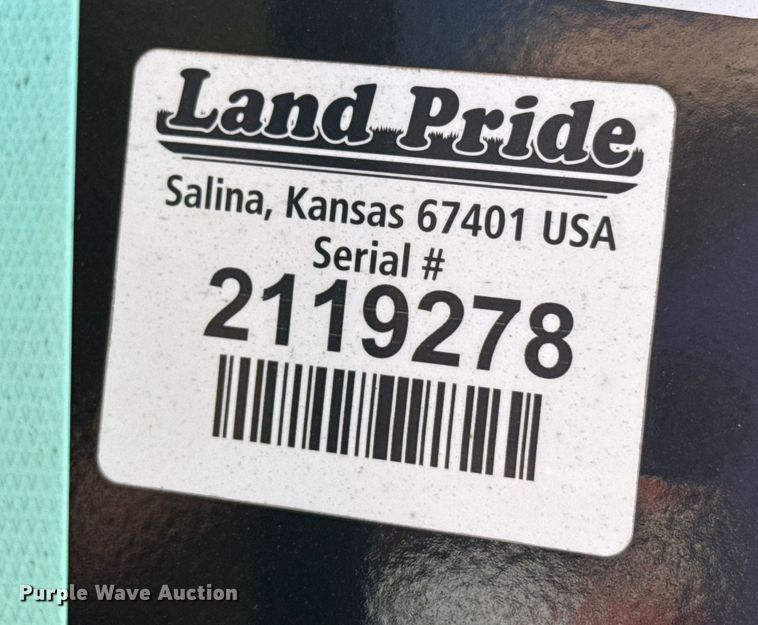 Land Pride
Salina, Kansas 67401 USA
Serial #
2119278
Purple Wave Auction